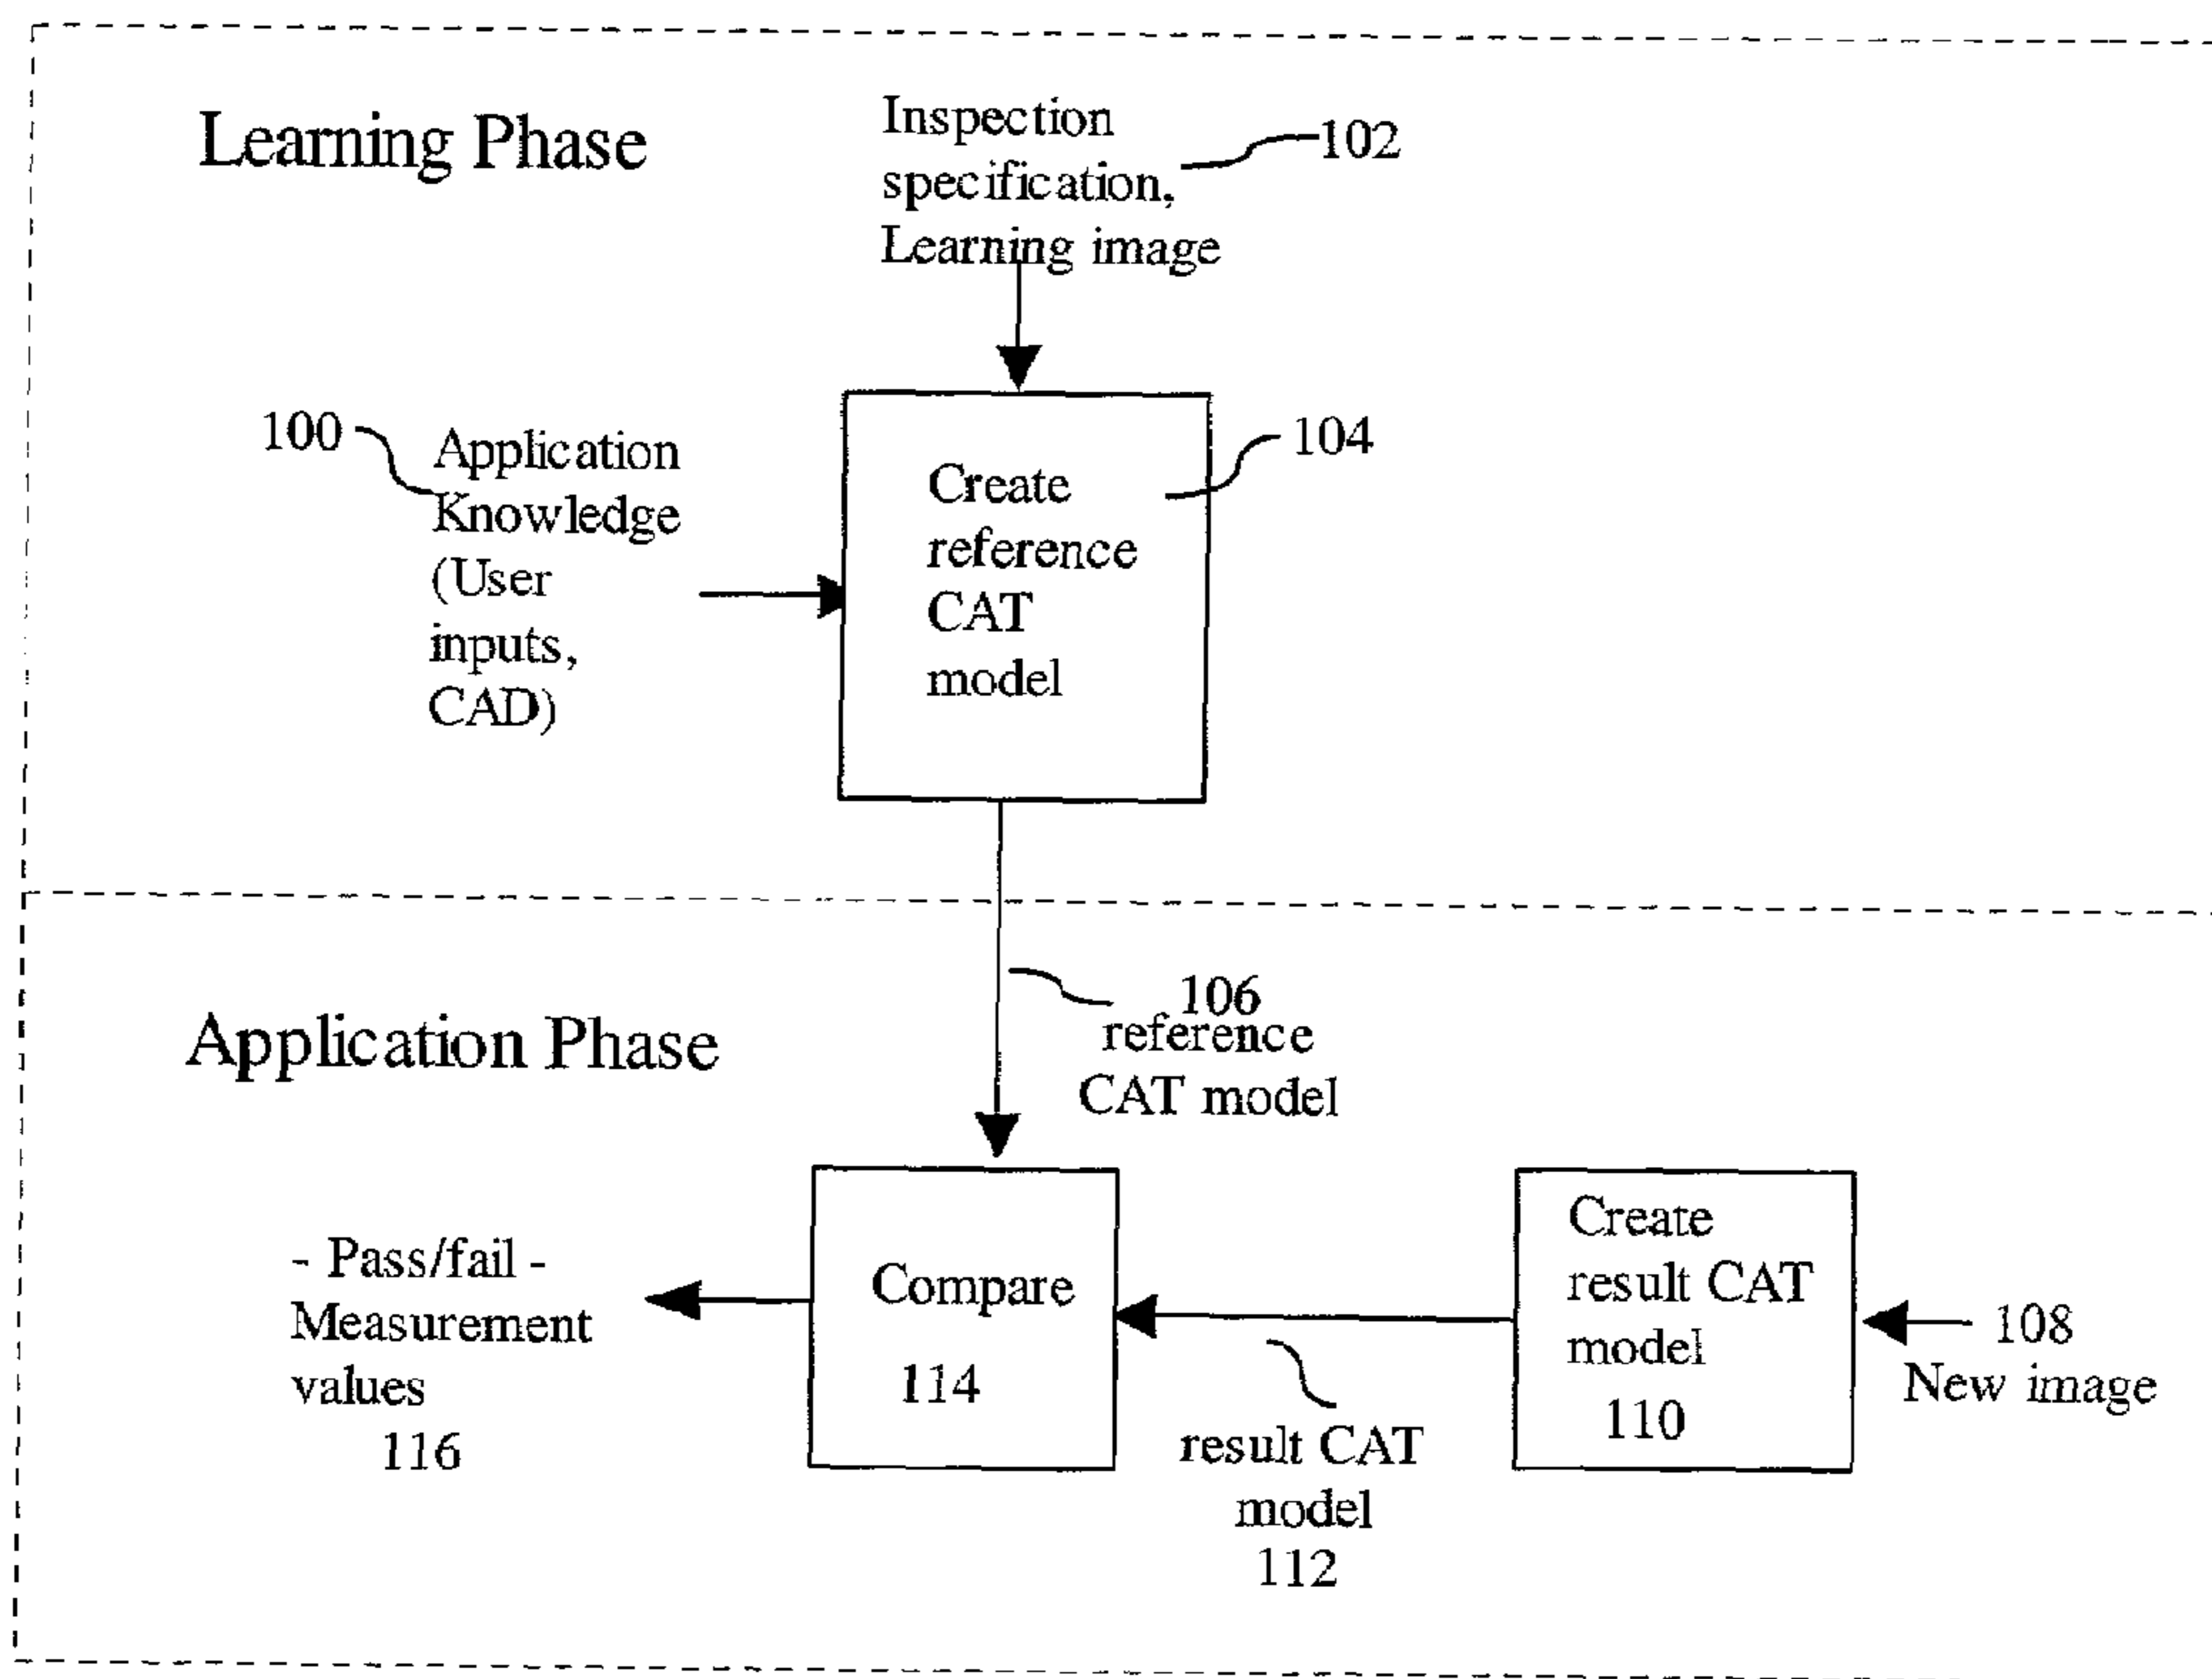 Learning Phase
Inspection
specification,
Learning image
102
100
Application
Knowledge
(User
inputs,
CAD)
104
Create
reference
CAT
model
106
reference
CAT model
Application Phase
- Pass/fail -
Measurement
values
116
Compare
114
result CAT
model
112
Create
result CAT
model
110
108
New image